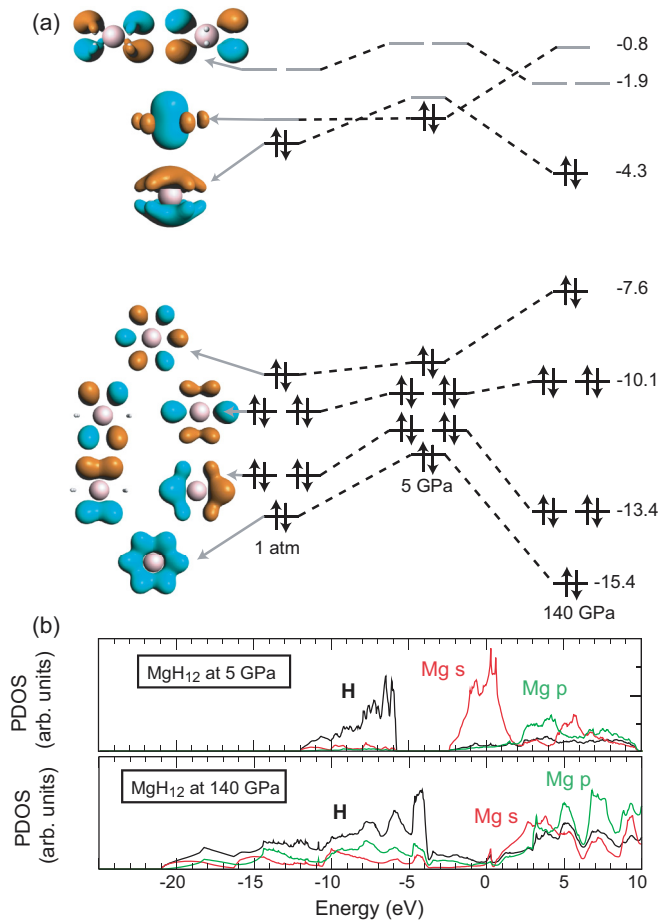 (a)
-0.8
-1.9
-4.3
-7.6
-10.1
5 GPa
-13.4
1 atm
-15.4
140 GPa
(b)
MgH12 at 5 GPa
H
Mg s
Mg p
PDOS
(arb. units)
MgH12 at 140 GPa
H
Mg s
Mg p
PDOS
(arb. units)
-20 -15 -10 -5 0 5 10
Energy (eV)